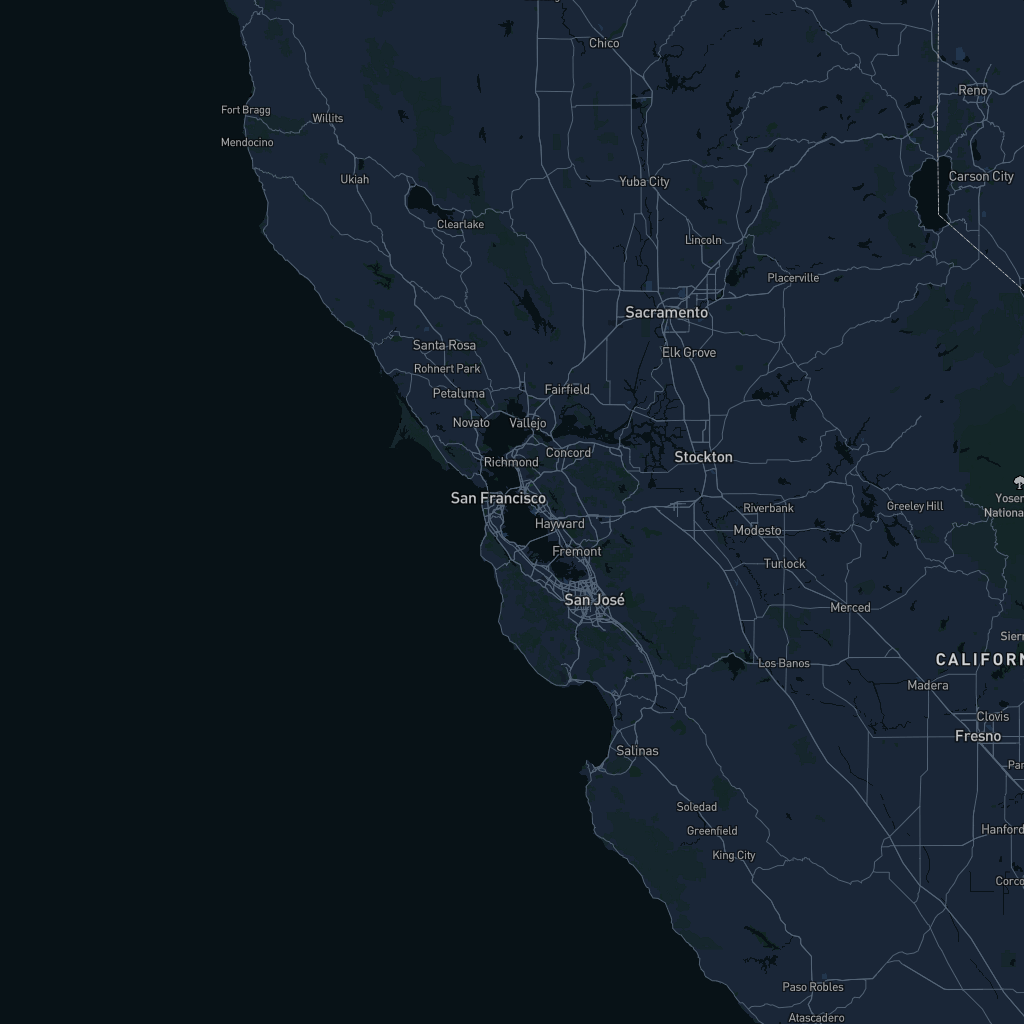 Chico
Reno
Fort Bragg
Willits
Mendocino
Carson City
Ukiah
Yuba City
Clearlake
Lincoln
Placerville
Sacramento
Santa Rosa
Elk Grove
Rohnert Park
Fairfield
Petaluma
Novato
Vallejo
Concord
Stockton
Richmond
San Francisco
Yosem
National
Greeley Hill
Riverbank
Hayward
Modesto
Fremont
Turlock
San José
Merced
Sierr
CALIFORN
Los Banos
Madera
Clovis
Fresno
Salinas
Par
Soledad
Greenfield
Hanford
King City
Corco
Paso Robles
Atascadero